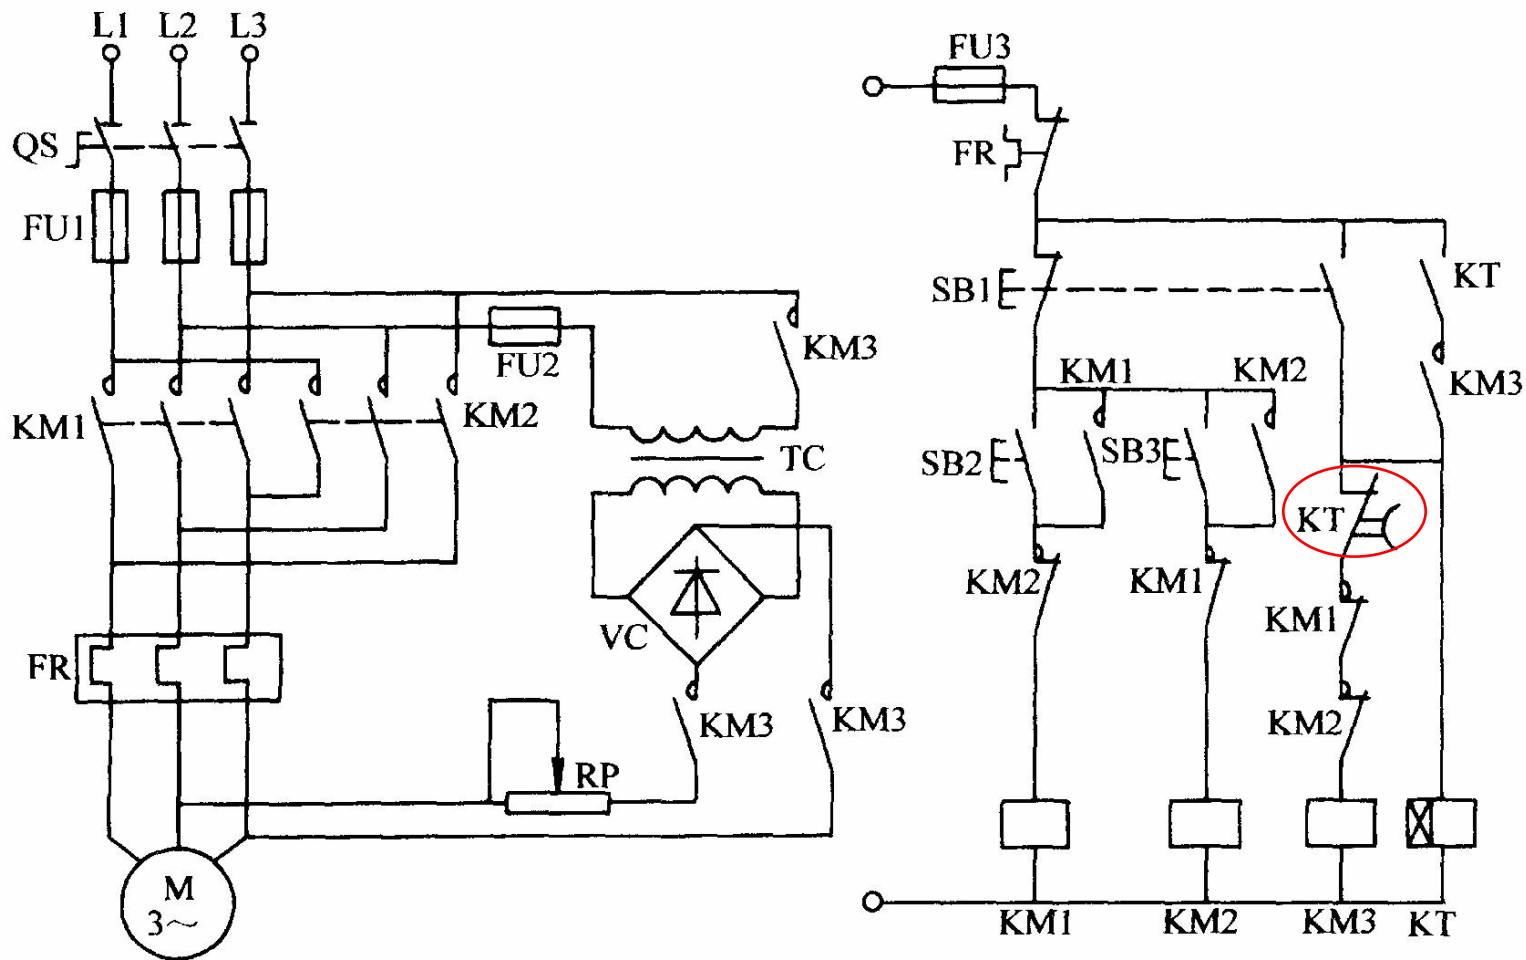 L1 L2 L3
QS
FU1
FU2
KM3
KM1
KM2
TC
VC
FR
KM3
KM3
RP
M
3~
FU3
FR
SB1
KT
KM1
KM2
KM3
SB2
SB3
KT
KM2
KM1
KM1
KM2
KM1
KM2
KM3
KT